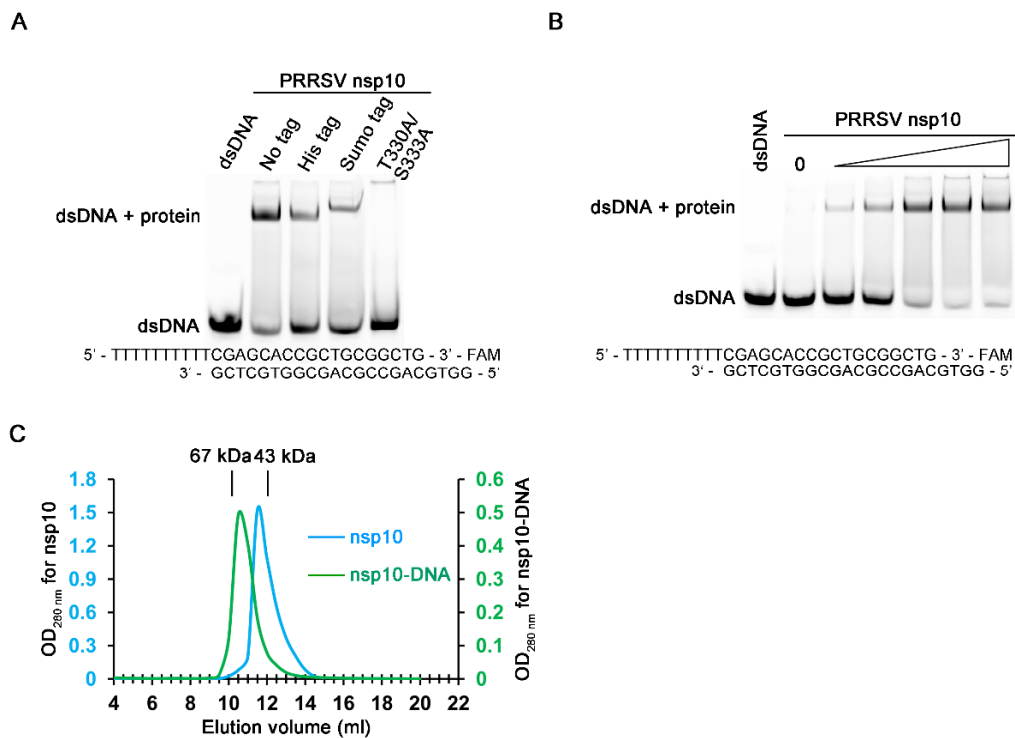 A
PRRSV nsp10
dsDNA
No tag
His tag
Sumo tag
T330A/
S333A
dsDNA + protein
dsDNA
5' - TTTTTTTTTTCGAGCACCGCTGCGGCTG - 3' - FAM
3' - GCTCGTGGCGACGCCGACGTGG - 5'
B
dsDNA
PRRSV nsp10
0
dsDNA + protein
dsDNA
5' - TTTTTTTTTTCGAGCACCGCTGCGGCTG - 3' - FAM
3' - GCTCGTGGCGACGCCGACGTGG - 5'
C
67 kDa 43 kDa
OD280 nm for nsp10
1.8
1.5
1.2
0.9
0.6
0.3
0
nsp10
nsp10-DNA
0.6
0.5
0.4
0.3
0.2
0.1
0
OD280 nm for nsp10-DNA
4 6 8 10 12 14 16 18 20 22
Elution volume (ml)